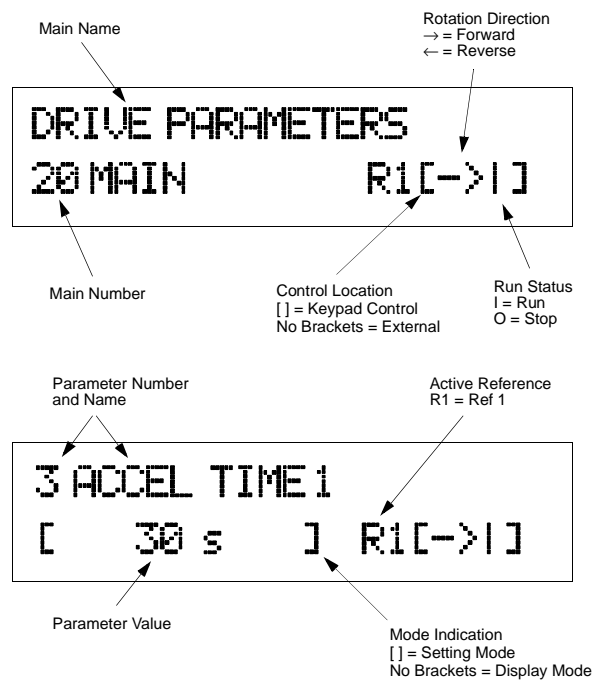 Main Name
Rotation Direction
→ = Forward
← = Reverse
DRIVE PARAMETERS
20 MAIN R1[->I]
Main Number
Control Location
[ ] = Keypad Control
No Brackets = External
Run Status
I = Run
O = Stop
Parameter Number
and Name
Active Reference
R1 = Ref 1
3 ACCEL TIME 1
[ 30 s ] R1[->I]
Parameter Value
Mode Indication
[ ] = Setting Mode
No Brackets = Display Mode